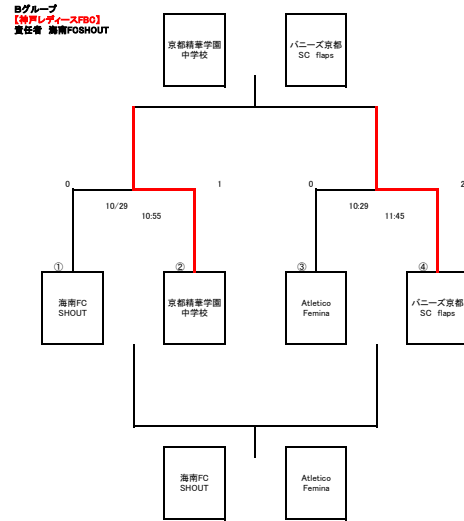 Bグループ
【神戸レディースFBC】
責任者 海南FCSHOUT
京都精華学園
中学校
バニーズ京都
SC flaps
0
1
0
2
10/29
10:55
10:29
11:45
①
②
③
④
海南FC
SHOUT
京都精華学園
中学校
Atletico
Femina
バニーズ京都
SC flaps
海南FC
SHOUT
Atletico
Femina